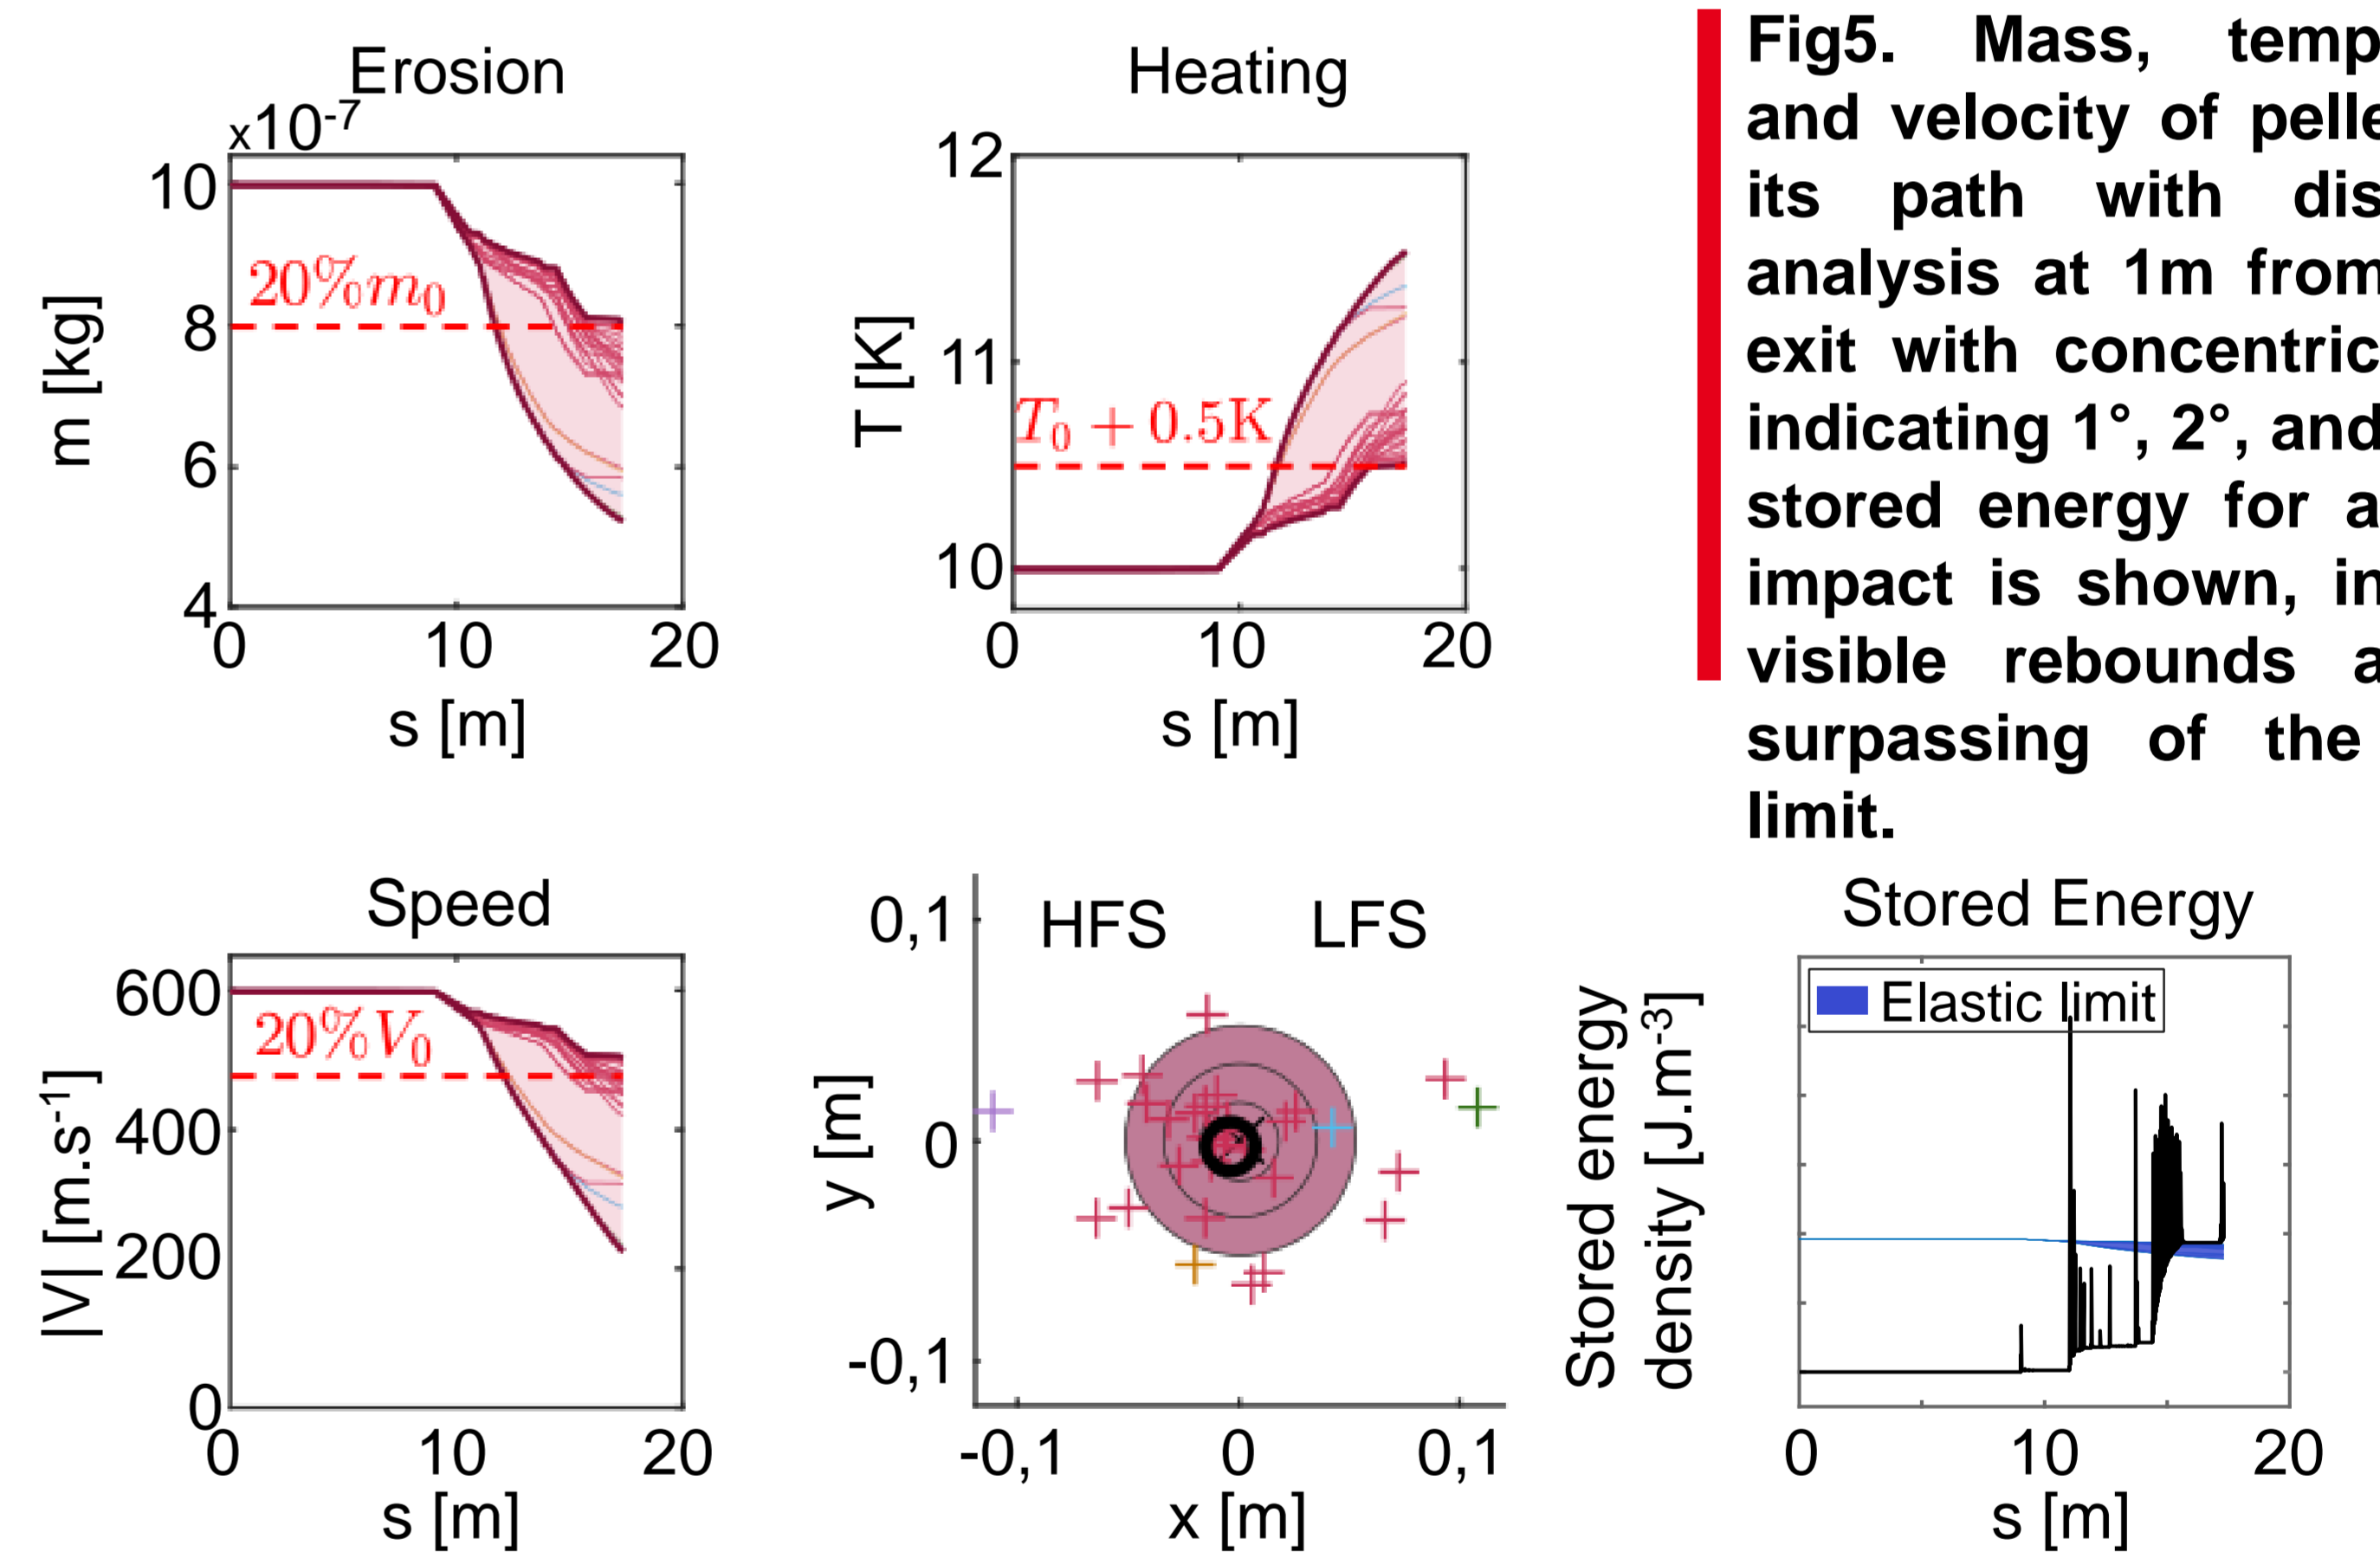 Erosion
x10-7
10
8
6
4
20%m0
m [kg]
0 10 20
s [m]
Heating
12
11
10
T0 + 0.5K
T [K]
0 10 20
s [m]
Fig5. Mass, temp
and velocity of pelle
its path with dis
analysis at 1m from
exit with concentric
indicating 1°, 2°, and
stored energy for a
impact is shown, in
visible rebounds a
surpassing of the
limit.
Speed
600
400
200
0
20%V0
|V| [m.s-1]
0 10 20
s [m]
HFS LFS
0,1
0
-0,1
y [m]
-0,1 0 0,1
x [m]
Stored Energy
Elastic limit
Stored energy
density [J.m-3]
0 10 20
s [m]